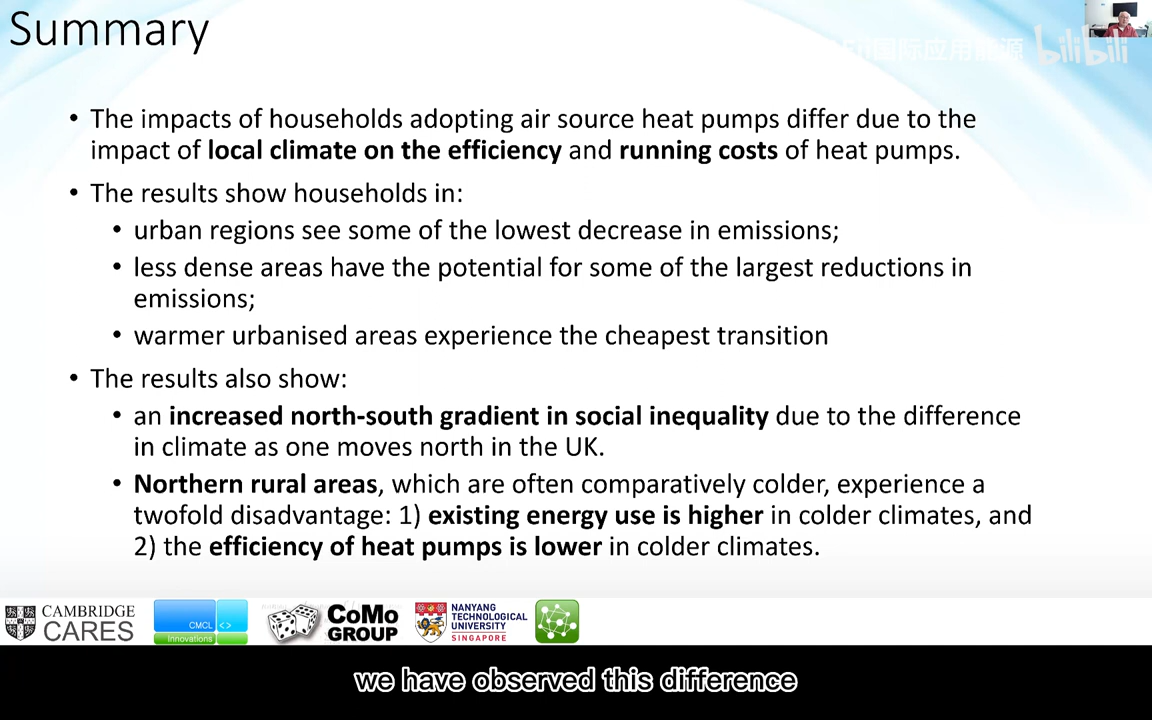 Summary
国际应用能源 bilibili
• The impacts of households adopting air source heat pumps differ due to the
impact of local climate on the efficiency and running costs of heat pumps.
• The results show households in:
• urban regions see some of the lowest decrease in emissions;
• less dense areas have the potential for some of the largest reductions in
emissions;
• warmer urbanised areas experience the cheapest transition
• The results also show:
• an increased north-south gradient in social inequality due to the difference
in climate as one moves north in the UK.
• Northern rural areas, which are often comparatively colder, experience a
twofold disadvantage: 1) existing energy use is higher in colder climates, and
2) the efficiency of heat pumps is lower in colder climates.
CAMBRIDGE
CARES
CMCL <>
Innovations
CoMo
GROUP
NANYANG
TECHNOLOGICAL
UNIVERSITY
SINGAPORE
we have observed this difference